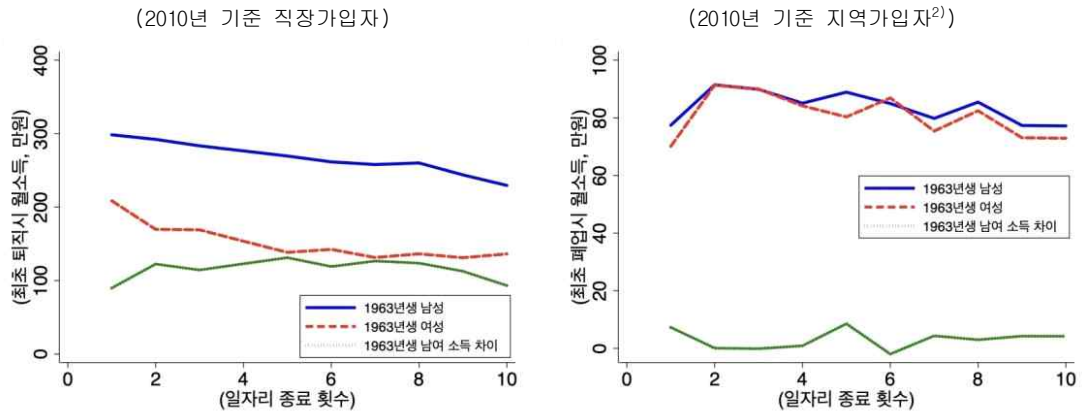 (2010년 기준 직장가입자)
400
300
200
100
0
(최초 퇴직시 월소득, 만원)
1963년생 남성
1963년생 여성
1963년생 남여 소득 차이
0 2 4 6 8 10
(일자리 종료 횟수)
(2010년 기준 지역가입자2))
100
80
60
40
20
0
(최초 폐업시 월소득, 만원)
1963년생 남성
1963년생 여성
1963년생 남여 소득 차이
0 2 4 6 8 10
(일자리 종료 횟수)